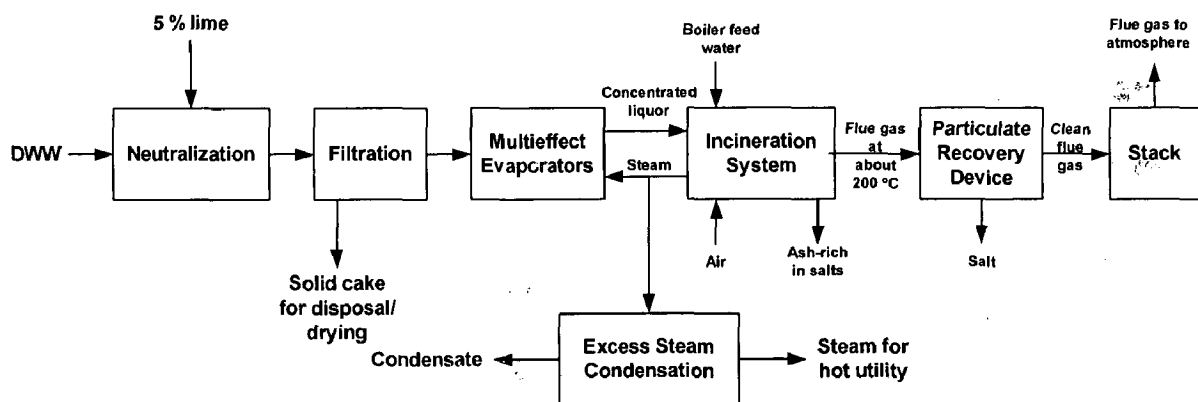 5 % lime
Boiler feed
water
Flue gas to
atmosphere
DWW
Neutralization
Filtration
Multieffect
Evaporators
Concentrated
liquor
Steam
Incineration
System
Flue gas
at
about
200 °C
Particulate
Recovery
Device
Clean
flue
gas
Stack
Solid cake
for disposal/
drying
Air
Ash-rich
in salts
Salt
Condensate
Excess Steam
Condensation
Steam for
hot utility